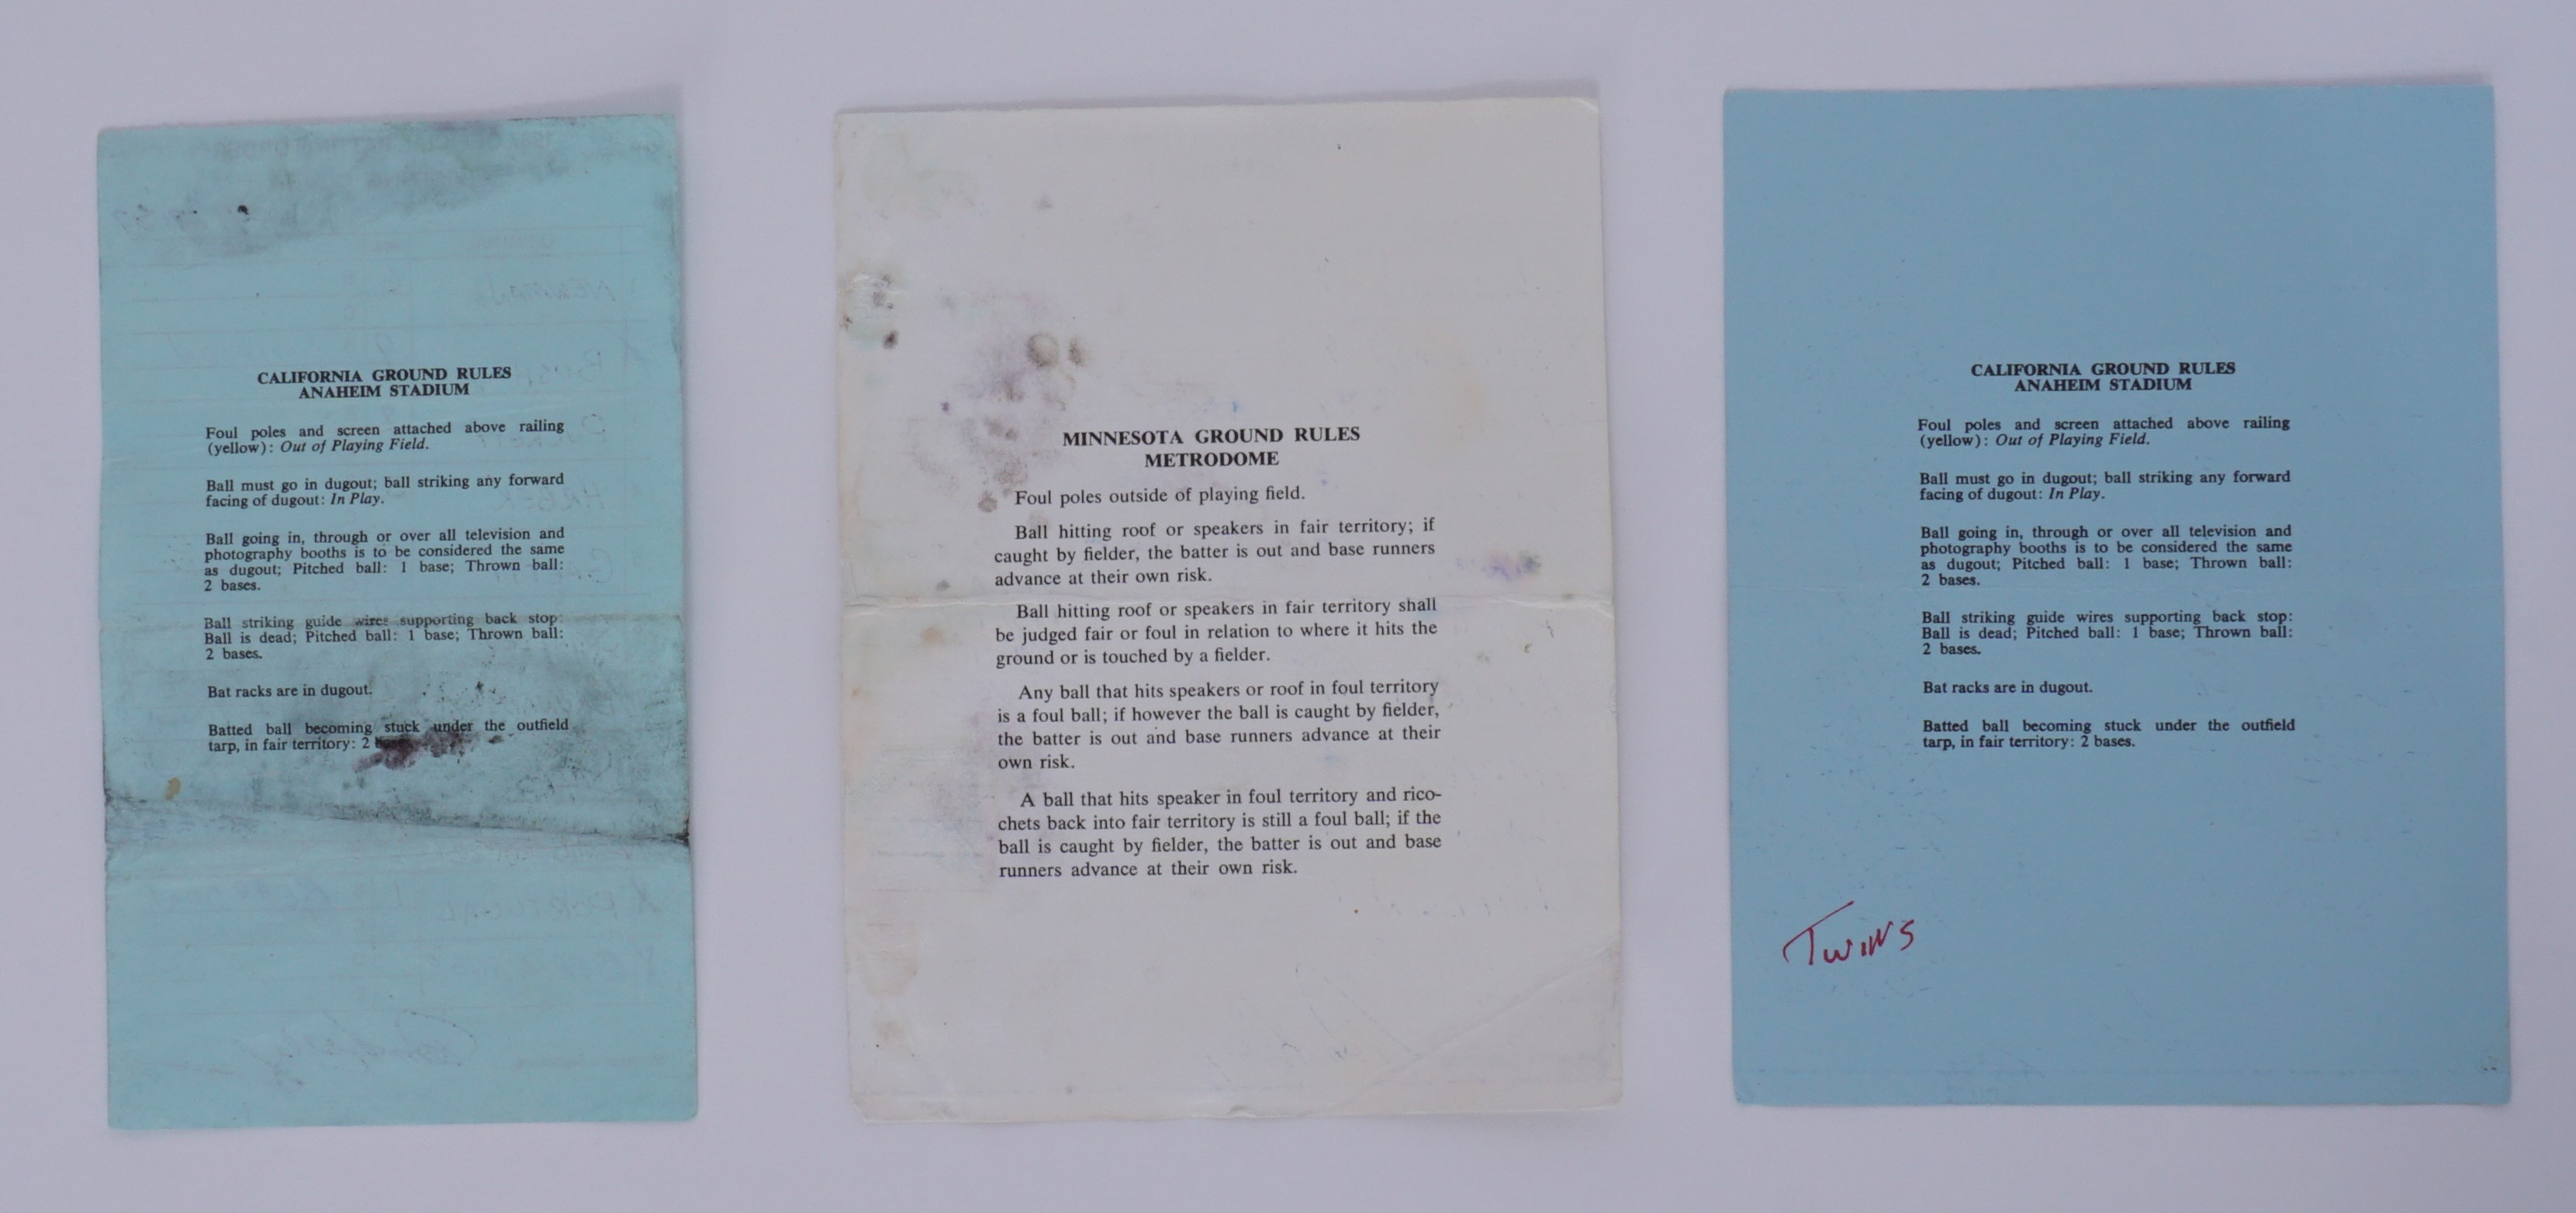 CALIFORNIA GROUND RULES
ANAHEIM STADIUM
Foul poles and screen attached above railing
(yellow): Out of Playing Field.
Ball must go in dugout; ball striking any forward
facing of dugout: In Play.
Ball going in, through or over all television and
photography booths is to be considered the same
as dugout; Pitched ball: 1 base; Thrown ball:
2 bases.
Ball striking guide wires supporting back stop:
Ball is dead; Pitched ball: 1 base; Thrown ball:
2 bases.
Bat racks are in dugout.
Batted ball becoming stuck under the outfield
tarp, in fair territory: 2
MINNESOTA GROUND RULES
METRODOME
Foul poles outside of playing field.
Ball hitting roof or speakers in fair territory; if
caught by fielder, the batter is out and base runners
advance at their own risk.
Ball hitting roof or speakers in fair territory shall
be judged fair or foul in relation to where it hits the
ground or is touched by a fielder.
Any ball that hits speakers or roof in foul territory
is a foul ball; if however the ball is caught by fielder,
the batter is out and base runners advance at their
own risk.
A ball that hits speaker in foul territory and rico-
chets back into fair territory is still a foul ball; if the
ball is caught by fielder, the batter is out and base
runners advance at their own risk.
CALIFORNIA GROUND RULES
ANAHEIM STADIUM
Foul poles and screen attached above railing
(yellow): Out of Playing Field.
Ball must go in dugout; ball striking any forward
facing of dugout: In Play.
Ball going in, through or over all television and
photography booths is to be considered the same
as dugout; Pitched ball: 1 base; Thrown ball:
2 bases.
Ball striking guide wires supporting back stop:
Ball is dead; Pitched ball: 1 base; Thrown ball:
2 bases.
Bat racks are in dugout.
Batted ball becoming stuck under the outfield
tarp, in fair territory: 2 bases.
TWINS